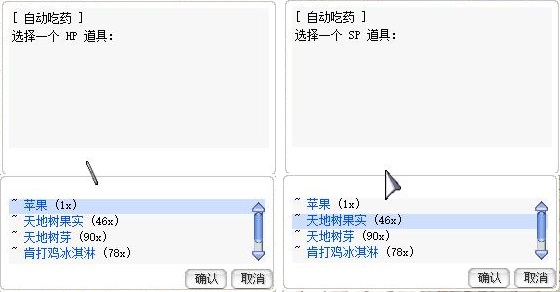 [ 自动吃药 ]
选择一个 HP 道具:
~ 苹果 (1x)
~ 天地树果实 (46x)
~ 天地树芽 (90x)
~ 肯打鸡冰淇淋 (78x)
确认 取消
[ 自动吃药 ]
选择一个 SP 道具:
~ 苹果 (1x)
~ 天地树果实 (46x)
~ 天地树芽 (90x)
~ 肯打鸡冰淇淋 (78x)
确认 取消